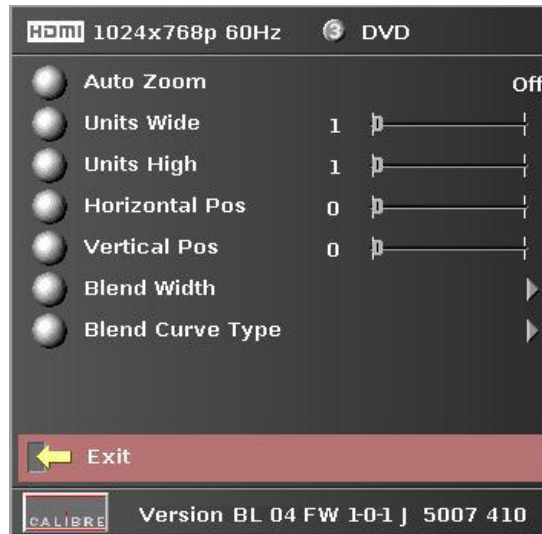 HDMI 1024x768p 60Hz 3 DVD
Auto Zoom Off
Units Wide 1
Units High 1
Horizontal Pos 0
Vertical Pos 0
Blend Width
Blend Curve Type
Exit
CALIBRE Version BL 04 FW 1-0-1 J 5007 410